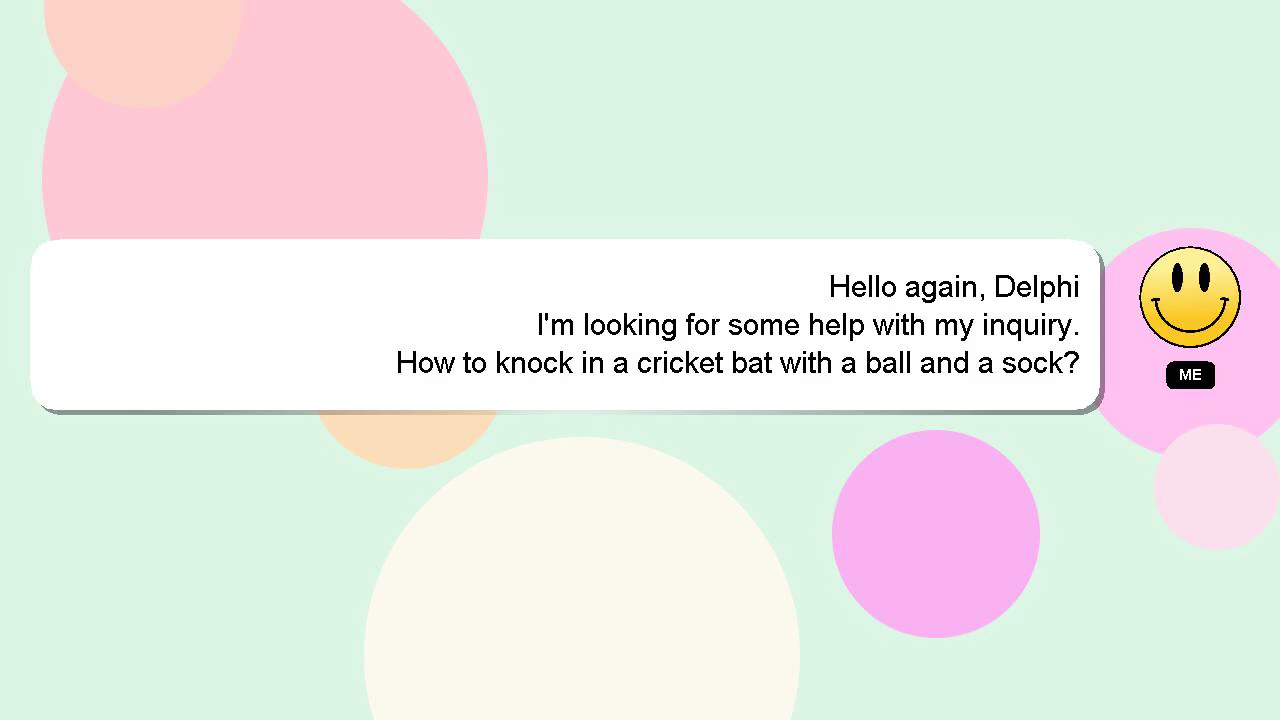 Hello again, Delphi
I'm looking for some help with my inquiry.
How to knock in a cricket bat with a ball and a sock?
ME